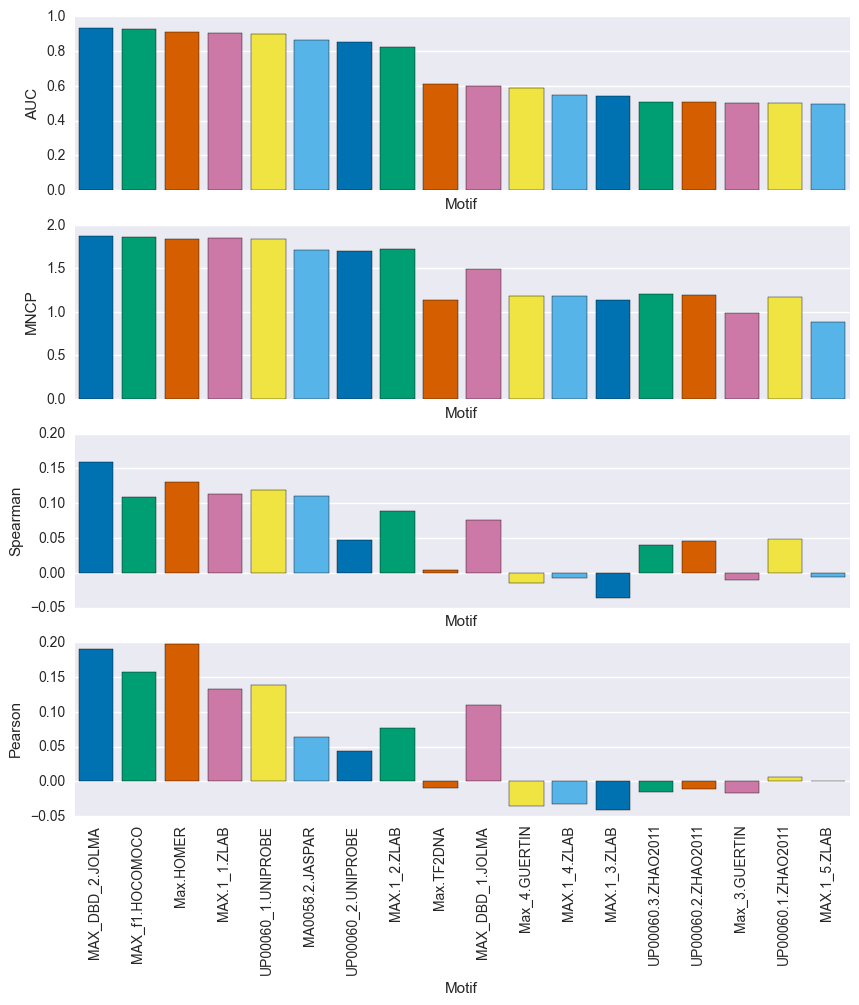 1.0
0.8
0.6
0.4
0.2
0.0
AUC
Motif
2.0
1.5
1.0
0.5
0.0
MNCP
Motif
0.20
0.15
0.10
0.05
0.00
−0.05
Spearman
Motif
0.20
0.15
0.10
0.05
0.00
−0.05
Pearson
MAX_DBD_2.JOLMA
MAX_f1.HOCOMOCO
Max.HOMER
MAX.1_1.ZLAB
UP00060_1.UNIPROBE
MA0058.2.JASPAR
UP00060_2.UNIPROBE
MAX.1_2.ZLAB
Max.TF2DNA
MAX_DBD_1.JOLMA
Max_4.GUERTIN
MAX.1_4.ZLAB
MAX.1_3.ZLAB
UP00060.3.ZHAO2011
UP00060.2.ZHAO2011
Max_3.GUERTIN
UP00060.1.ZHAO2011
MAX.1_5.ZLAB
Motif